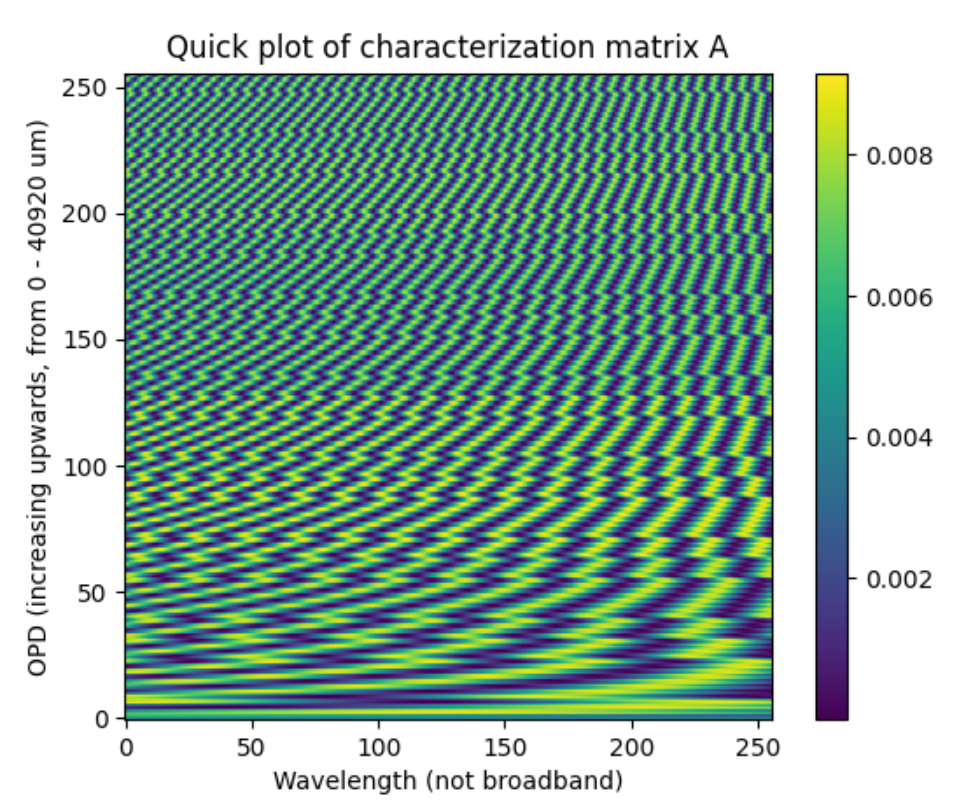 Quick plot of characterization matrix A
OPD (increasing upwards, from 0 - 40920 um)
250
200
150
100
50
0
0 50 100 150 200 250
Wavelength (not broadband)
0.008
0.006
0.004
0.002